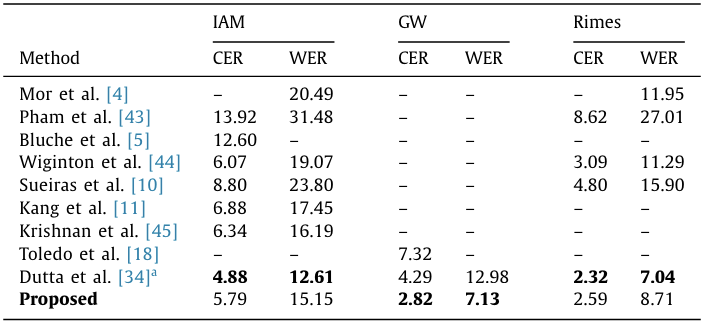 IAM GW Rimes
Method CER WER CER WER CER WER
Mor et al. [4] – 20.49 – – – 11.95
Pham et al. [43] 13.92 31.48 – – 8.62 27.01
Bluche et al. [5] 12.60 – – – – –
Wiginton et al. [44] 6.07 19.07 – – 3.09 11.29
Sueiras et al. [10] 8.80 23.80 – – 4.80 15.90
Kang et al. [11] 6.88 17.45 – – – –
Krishnan et al. [45] 6.34 16.19 – – – –
Toledo et al. [18] – – 7.32 – – –
Dutta et al. [34]a 4.88 12.61 4.29 12.98 2.32 7.04
Proposed 5.79 15.15 2.82 7.13 2.59 8.71